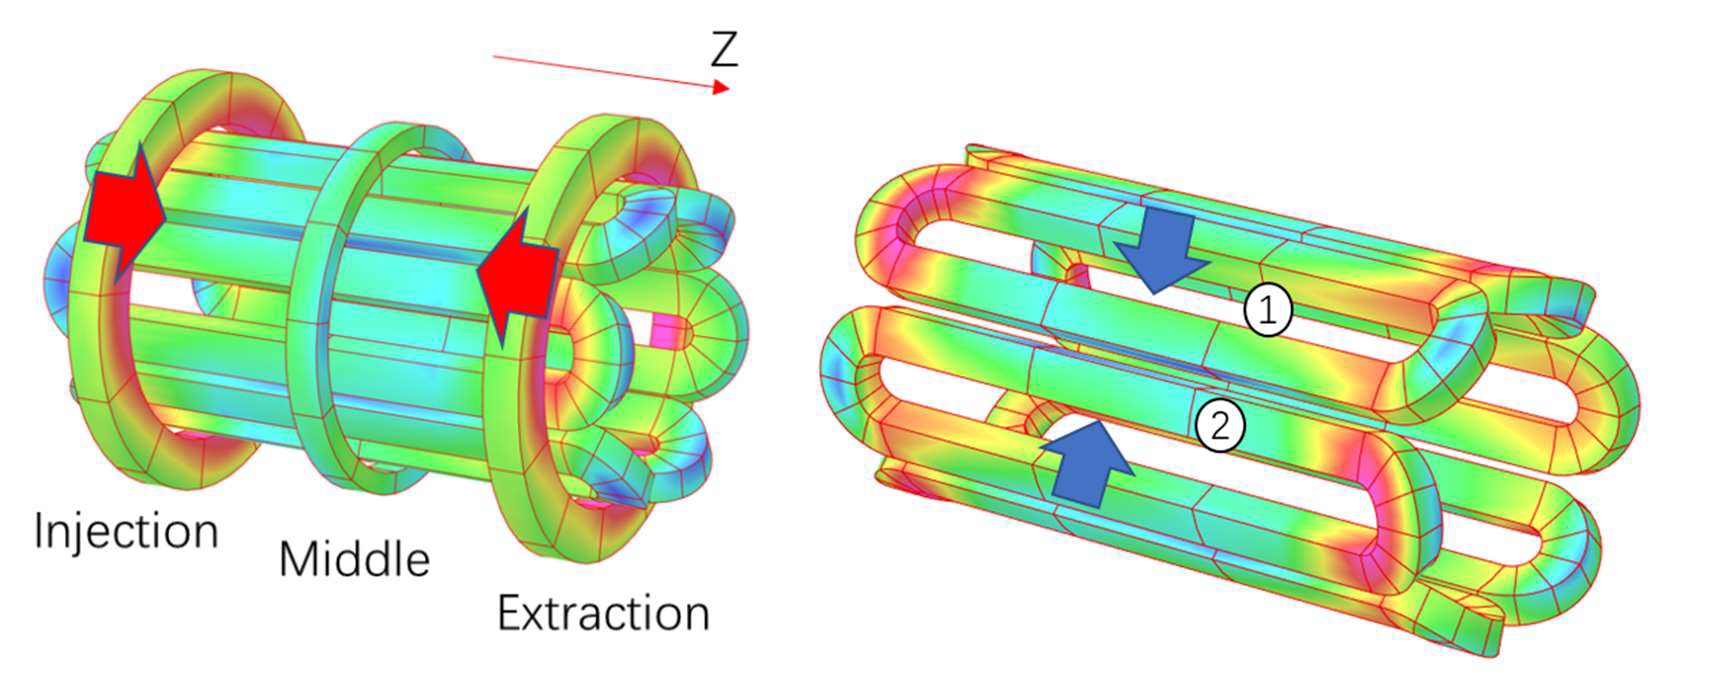 Z
Injection
Middle
Extraction
1
2